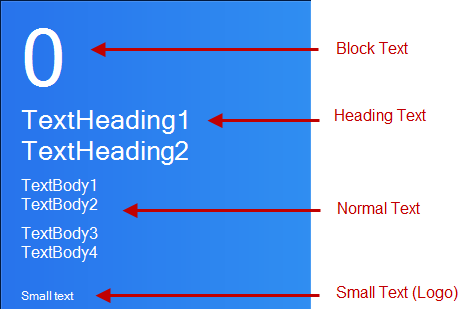 0
Block Text
TextHeading1
Heading Text
TextHeading2
TextBody1
TextBody2
Normal Text
TextBody3
TextBody4
Small text
Small Text (Logo)